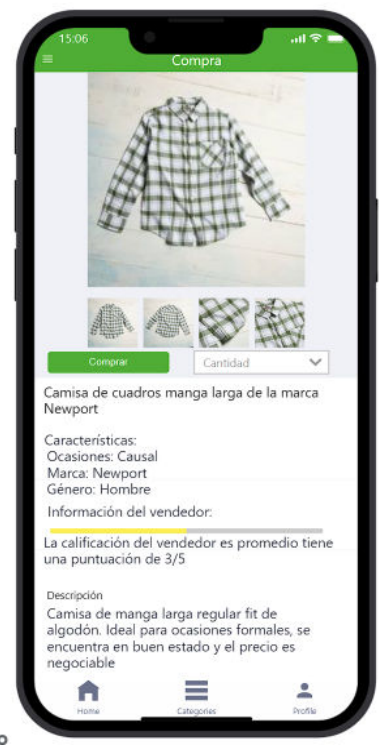 15:06
Compra
Comprar
Cantidad
Camisa de cuadros manga larga de la marca
Newport
Características:
Ocasiones: Causal
Marca: Newport
Género: Hombre
Información del vendedor:
La calificación del vendedor es promedio tiene
una puntuación de 3/5
Descripción
Camisa de manga larga regular fit de
algodón. Ideal para ocasiones formales, se
encuentra en buen estado y el precio es
negociable
Home
Categories
Profile